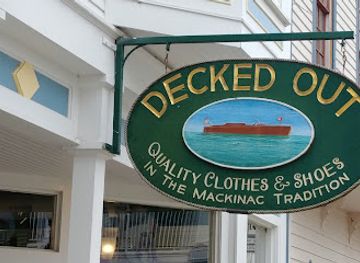 DECKED OUT
QUALITY CLOTHES & SHOES
IN THE MACKINAC TRADITION